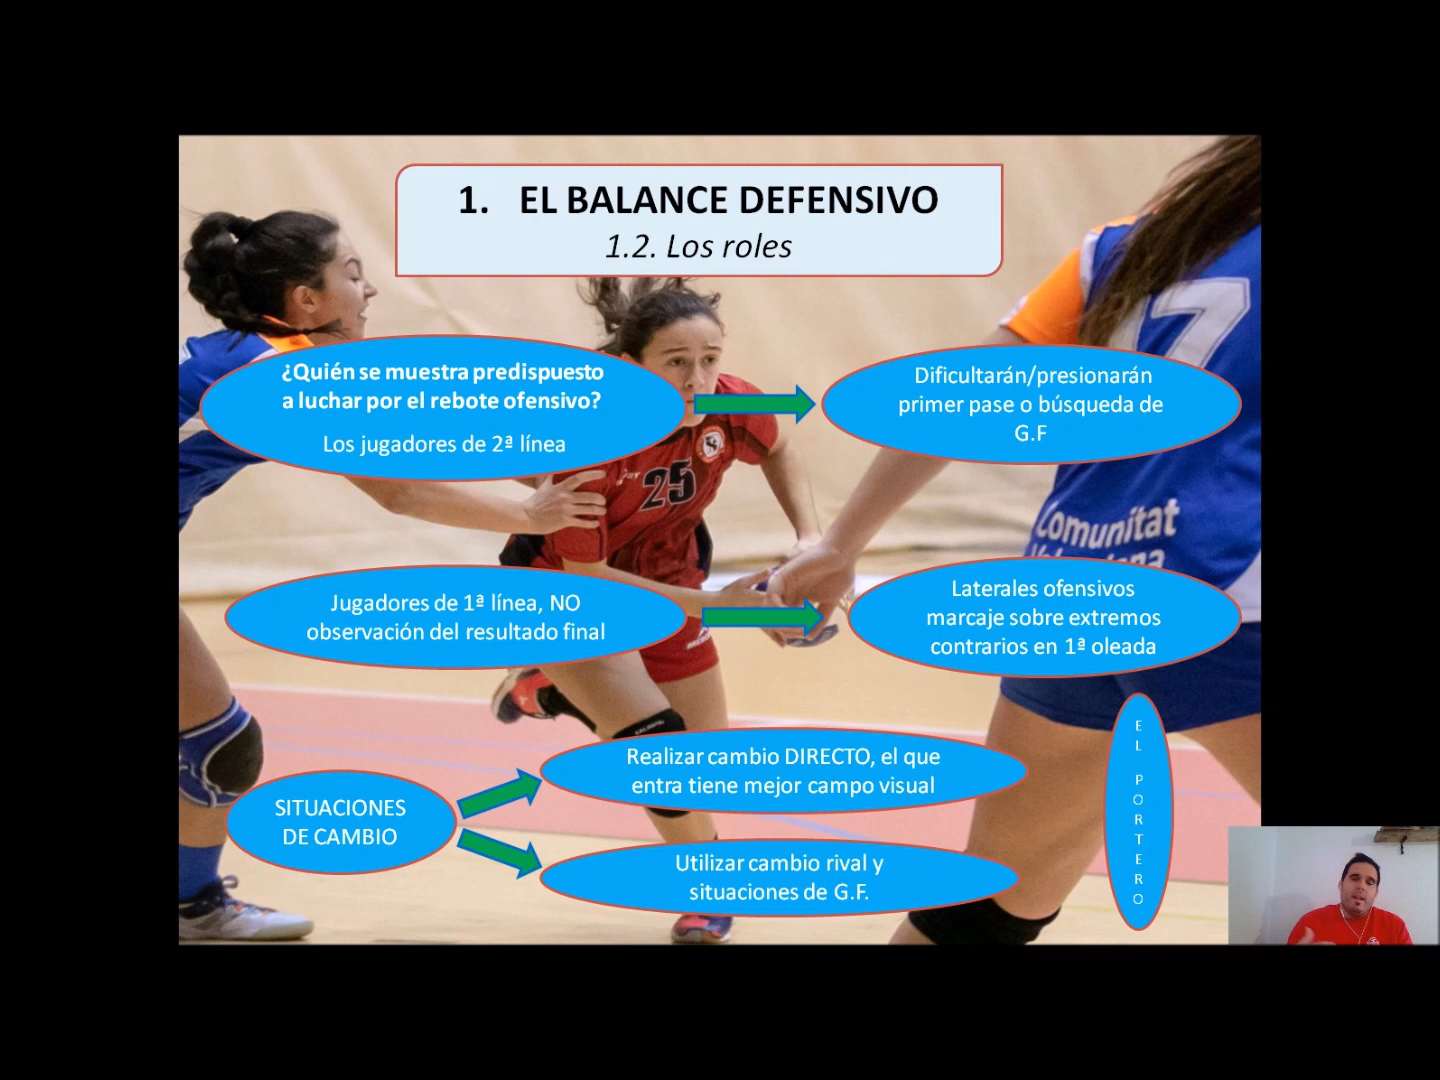 1. EL BALANCE DEFENSIVO
1.2. Los roles
¿Quién se muestra predispuesto
a luchar por el rebote ofensivo?
Los jugadores de 2ª línea
Dificultarán/presionarán
primer pase o búsqueda de
G.F
25
17
Comunitat
Jugadores de 1ª línea, NO
observación del resultado final
Laterales ofensivos
marcaje sobre extremos
contrarios en 1ª oleada
SITUACIONES
DE CAMBIO
Realizar cambio DIRECTO, el que
entra tiene mejor campo visual
Utilizar cambio rival y
situaciones de G.F.
EL PORTERO